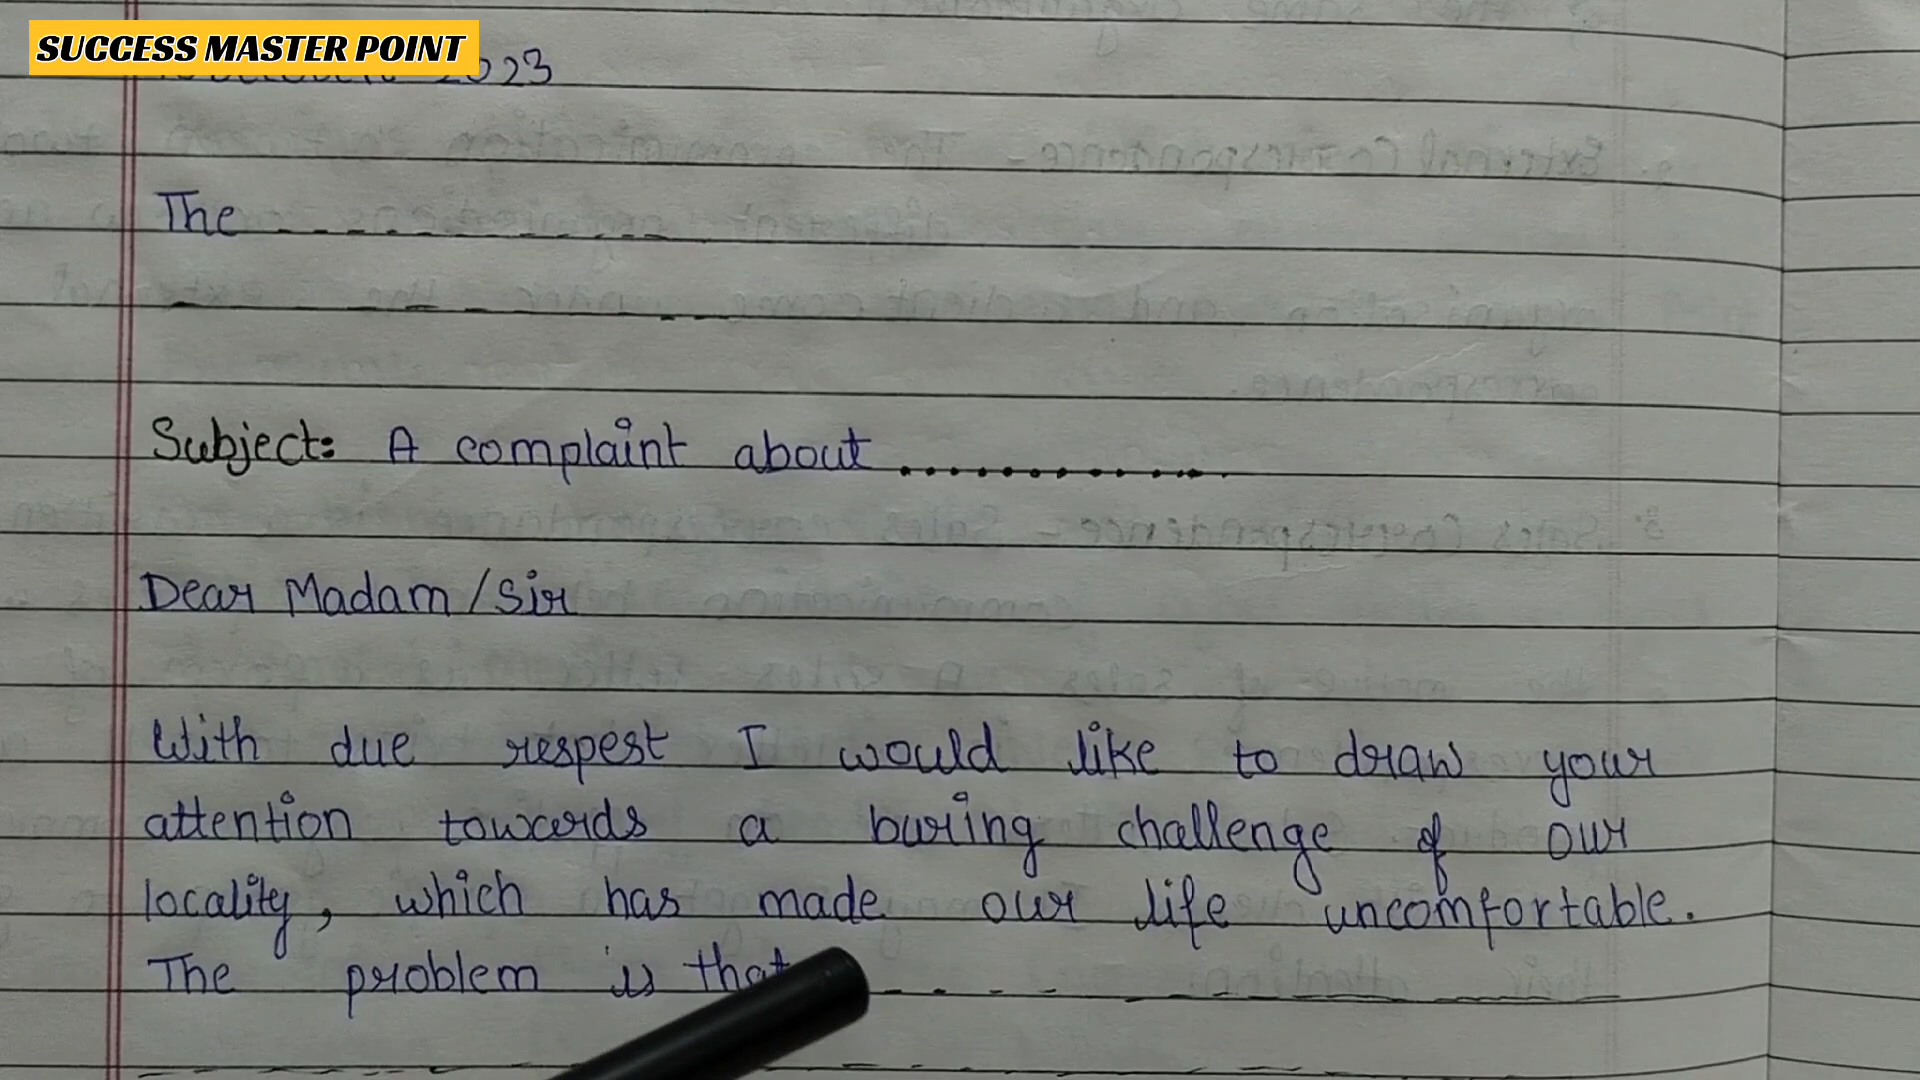 SUCCESS MASTER POINT
2023
The ---------------
Subject: A complaint about ..............
Dear Madam/Sir
With due respest I would like to draw your
attention towards a buring challenge of our
locality, which has made our life uncomfortable.
The problem is that ---------------